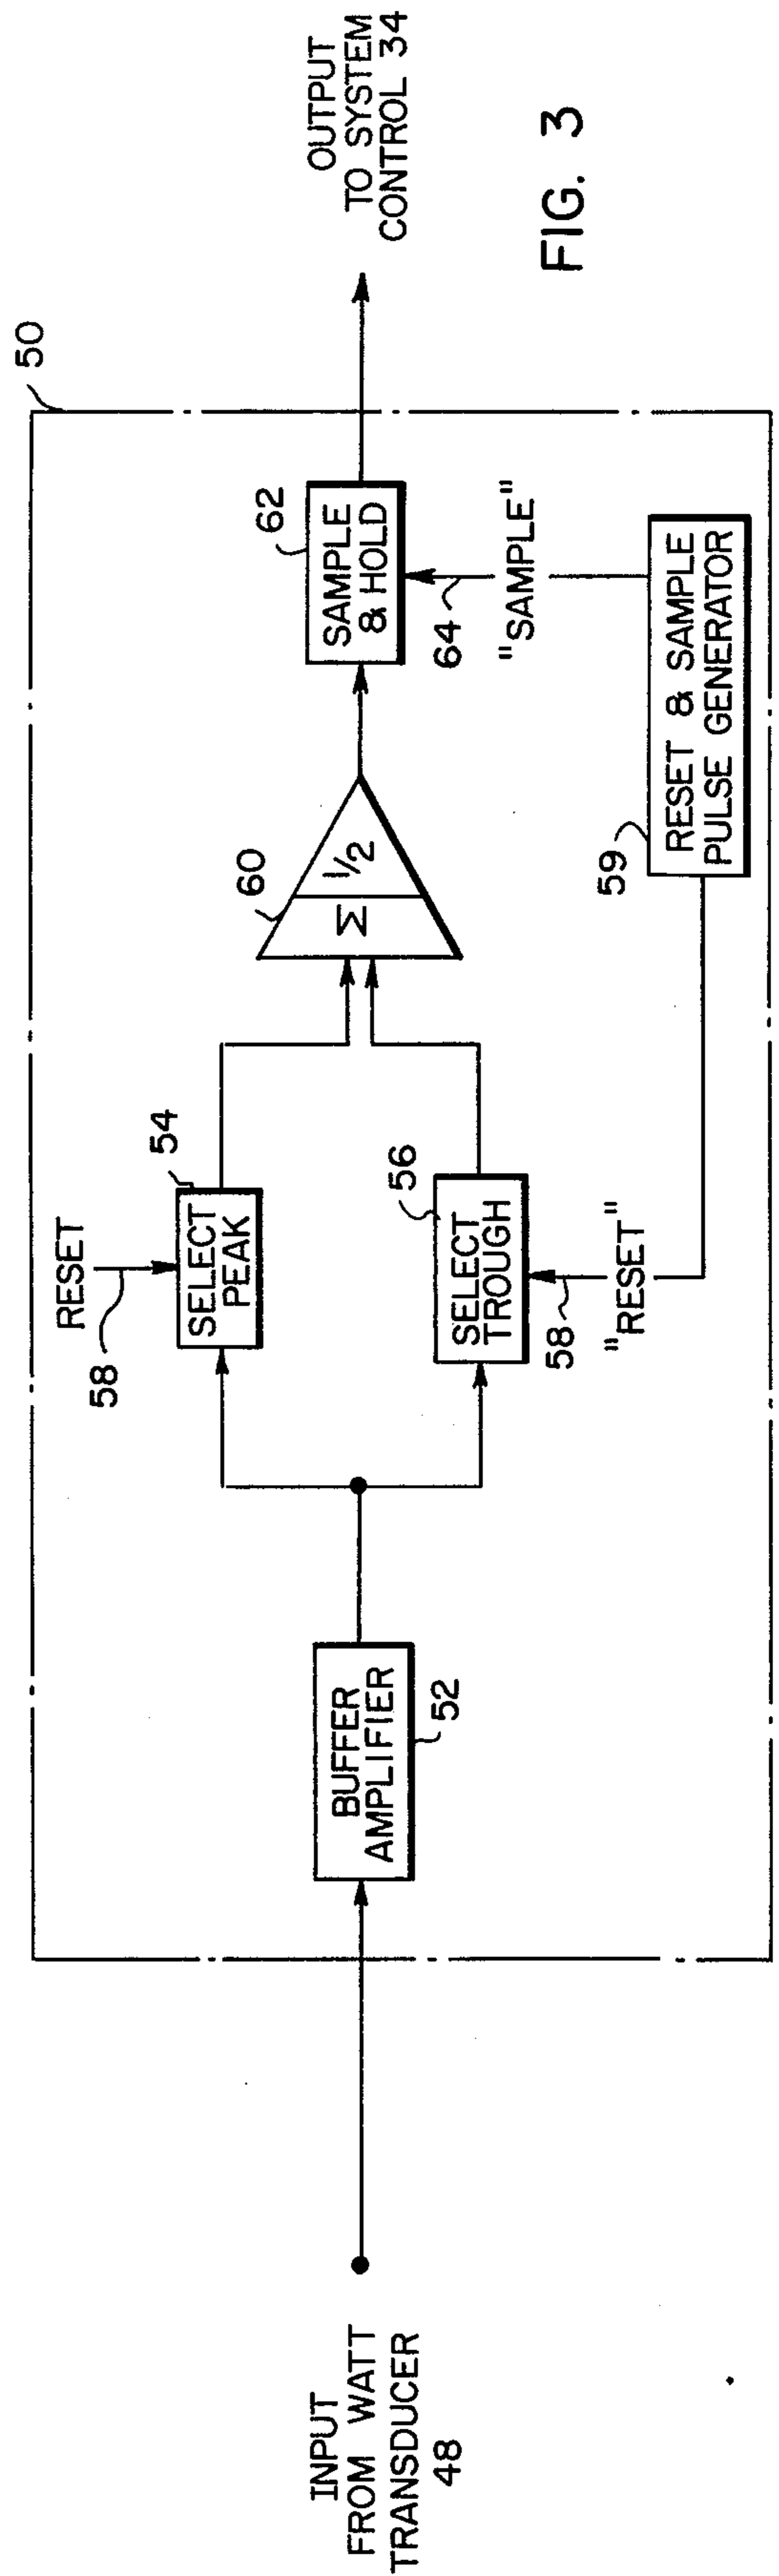 INPUT
FROM WATT
TRANSDUCER
48
BUFFER
AMPLIFIER
52
RESET
58
SELECT
PEAK
54
SELECT
TROUGH
56
58
"RESET"
60
Σ
1/2
SAMPLE
& HOLD
62
64
"SAMPLE"
59
RESET & SAMPLE
PULSE GENERATOR
50
OUTPUT
TO SYSTEM
CONTROL 34
FIG. 3